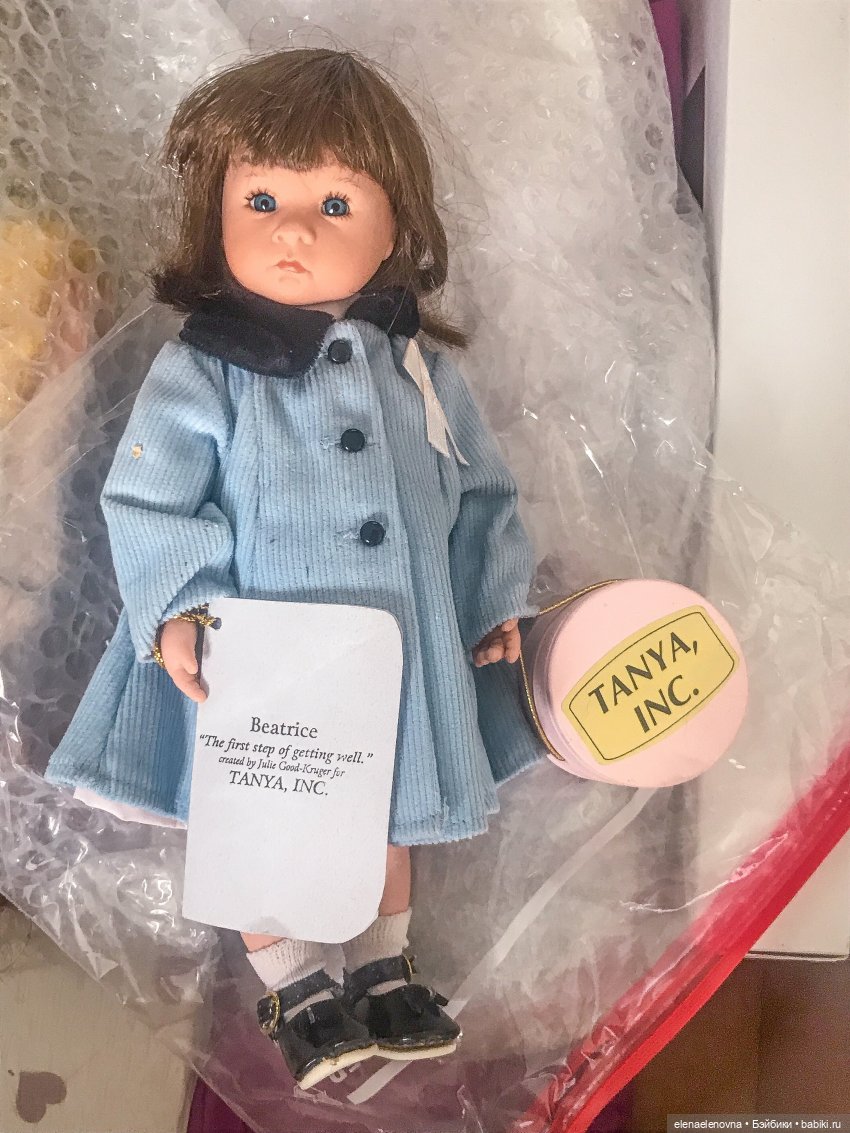 TANYA,
INC.
Beatrice
“The first step of getting well.”
created by Julie Good-Kruger for
TANYA, INC.
elenaelenovna • Бэйбики • babiki.ru